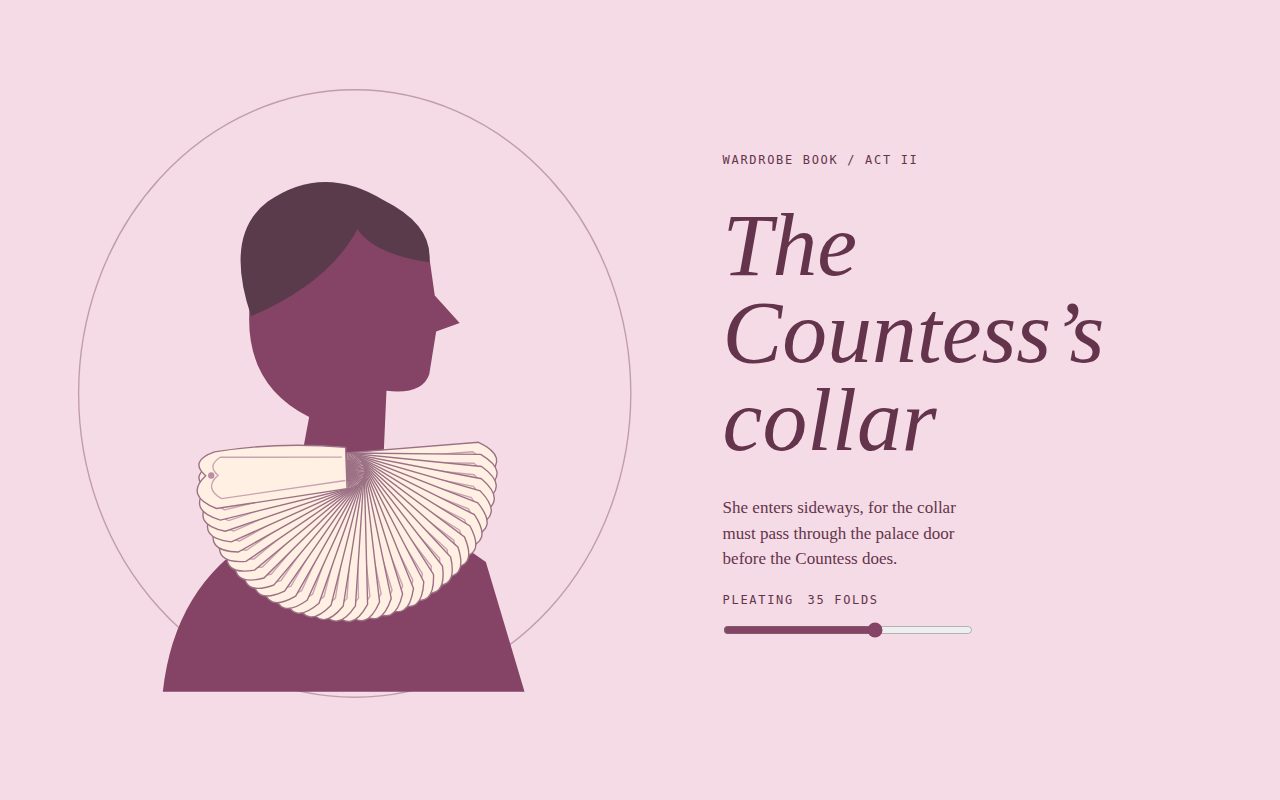 WARDROBE BOOK / ACT II
The
Countess’s
collar
She enters sideways, for the collar
must pass through the palace door
before the Countess does.
PLEATING 35 FOLDS